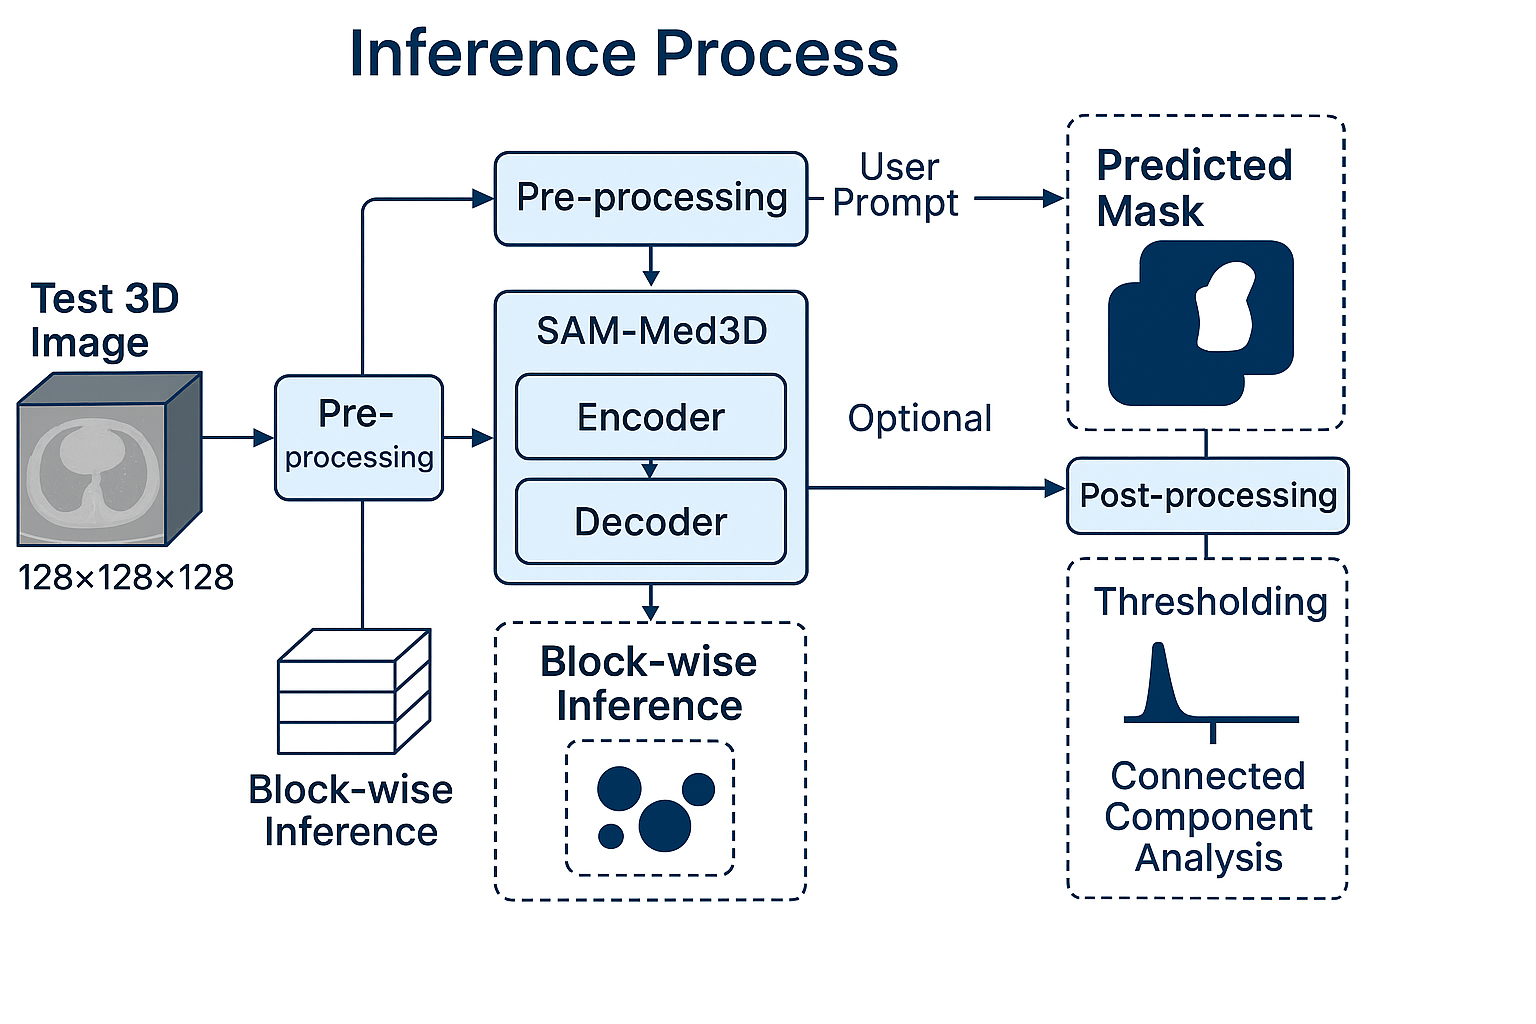 Inference Process
Pre-processing
User
Prompt
Predicted
Mask
Test 3D
Image
128×128×128
Pre-
processing
SAM-Med3D
Encoder
Decoder
Optional
Post-processing
Block-wise
Inference
Block-wise
Inference
Thresholding
Connected
Component
Analysis